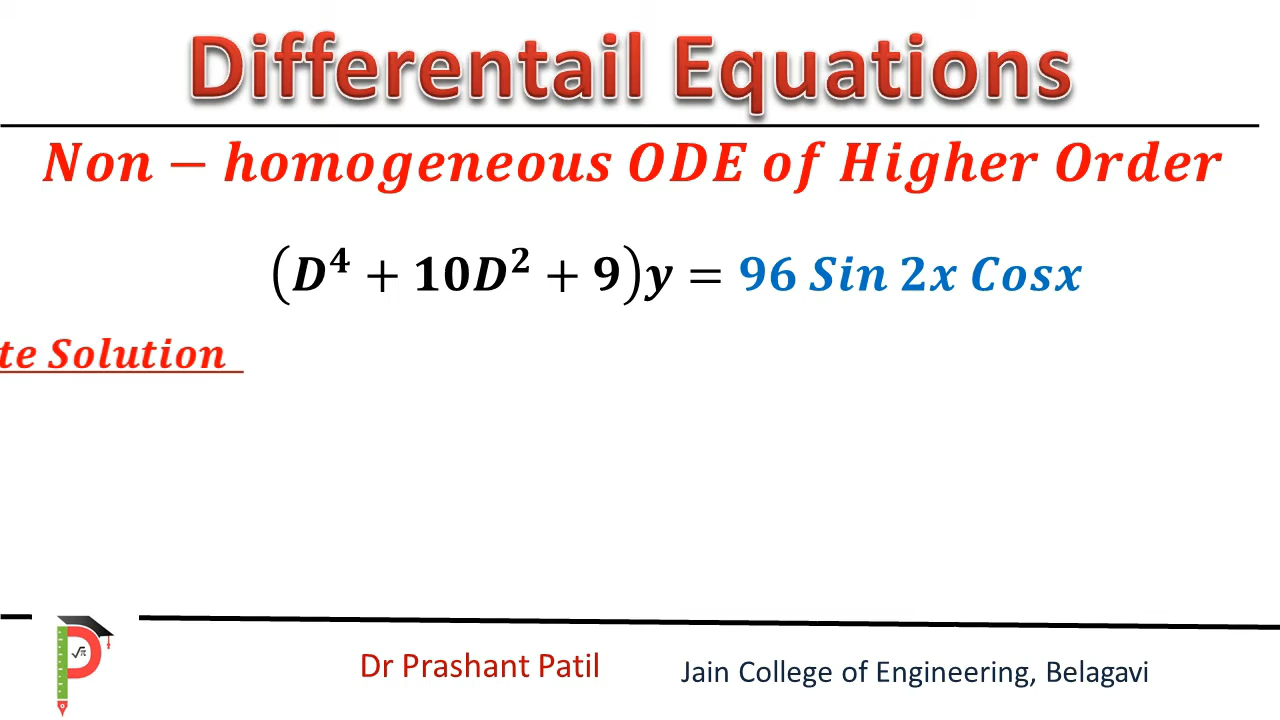 Differentail Equations
Non − homogeneous ODE of Higher Order
(D⁴ + 10D² + 9)y = 96 Sin 2x Cosx
te Solution
√π
Dr Prashant Patil
Jain College of Engineering, Belagavi